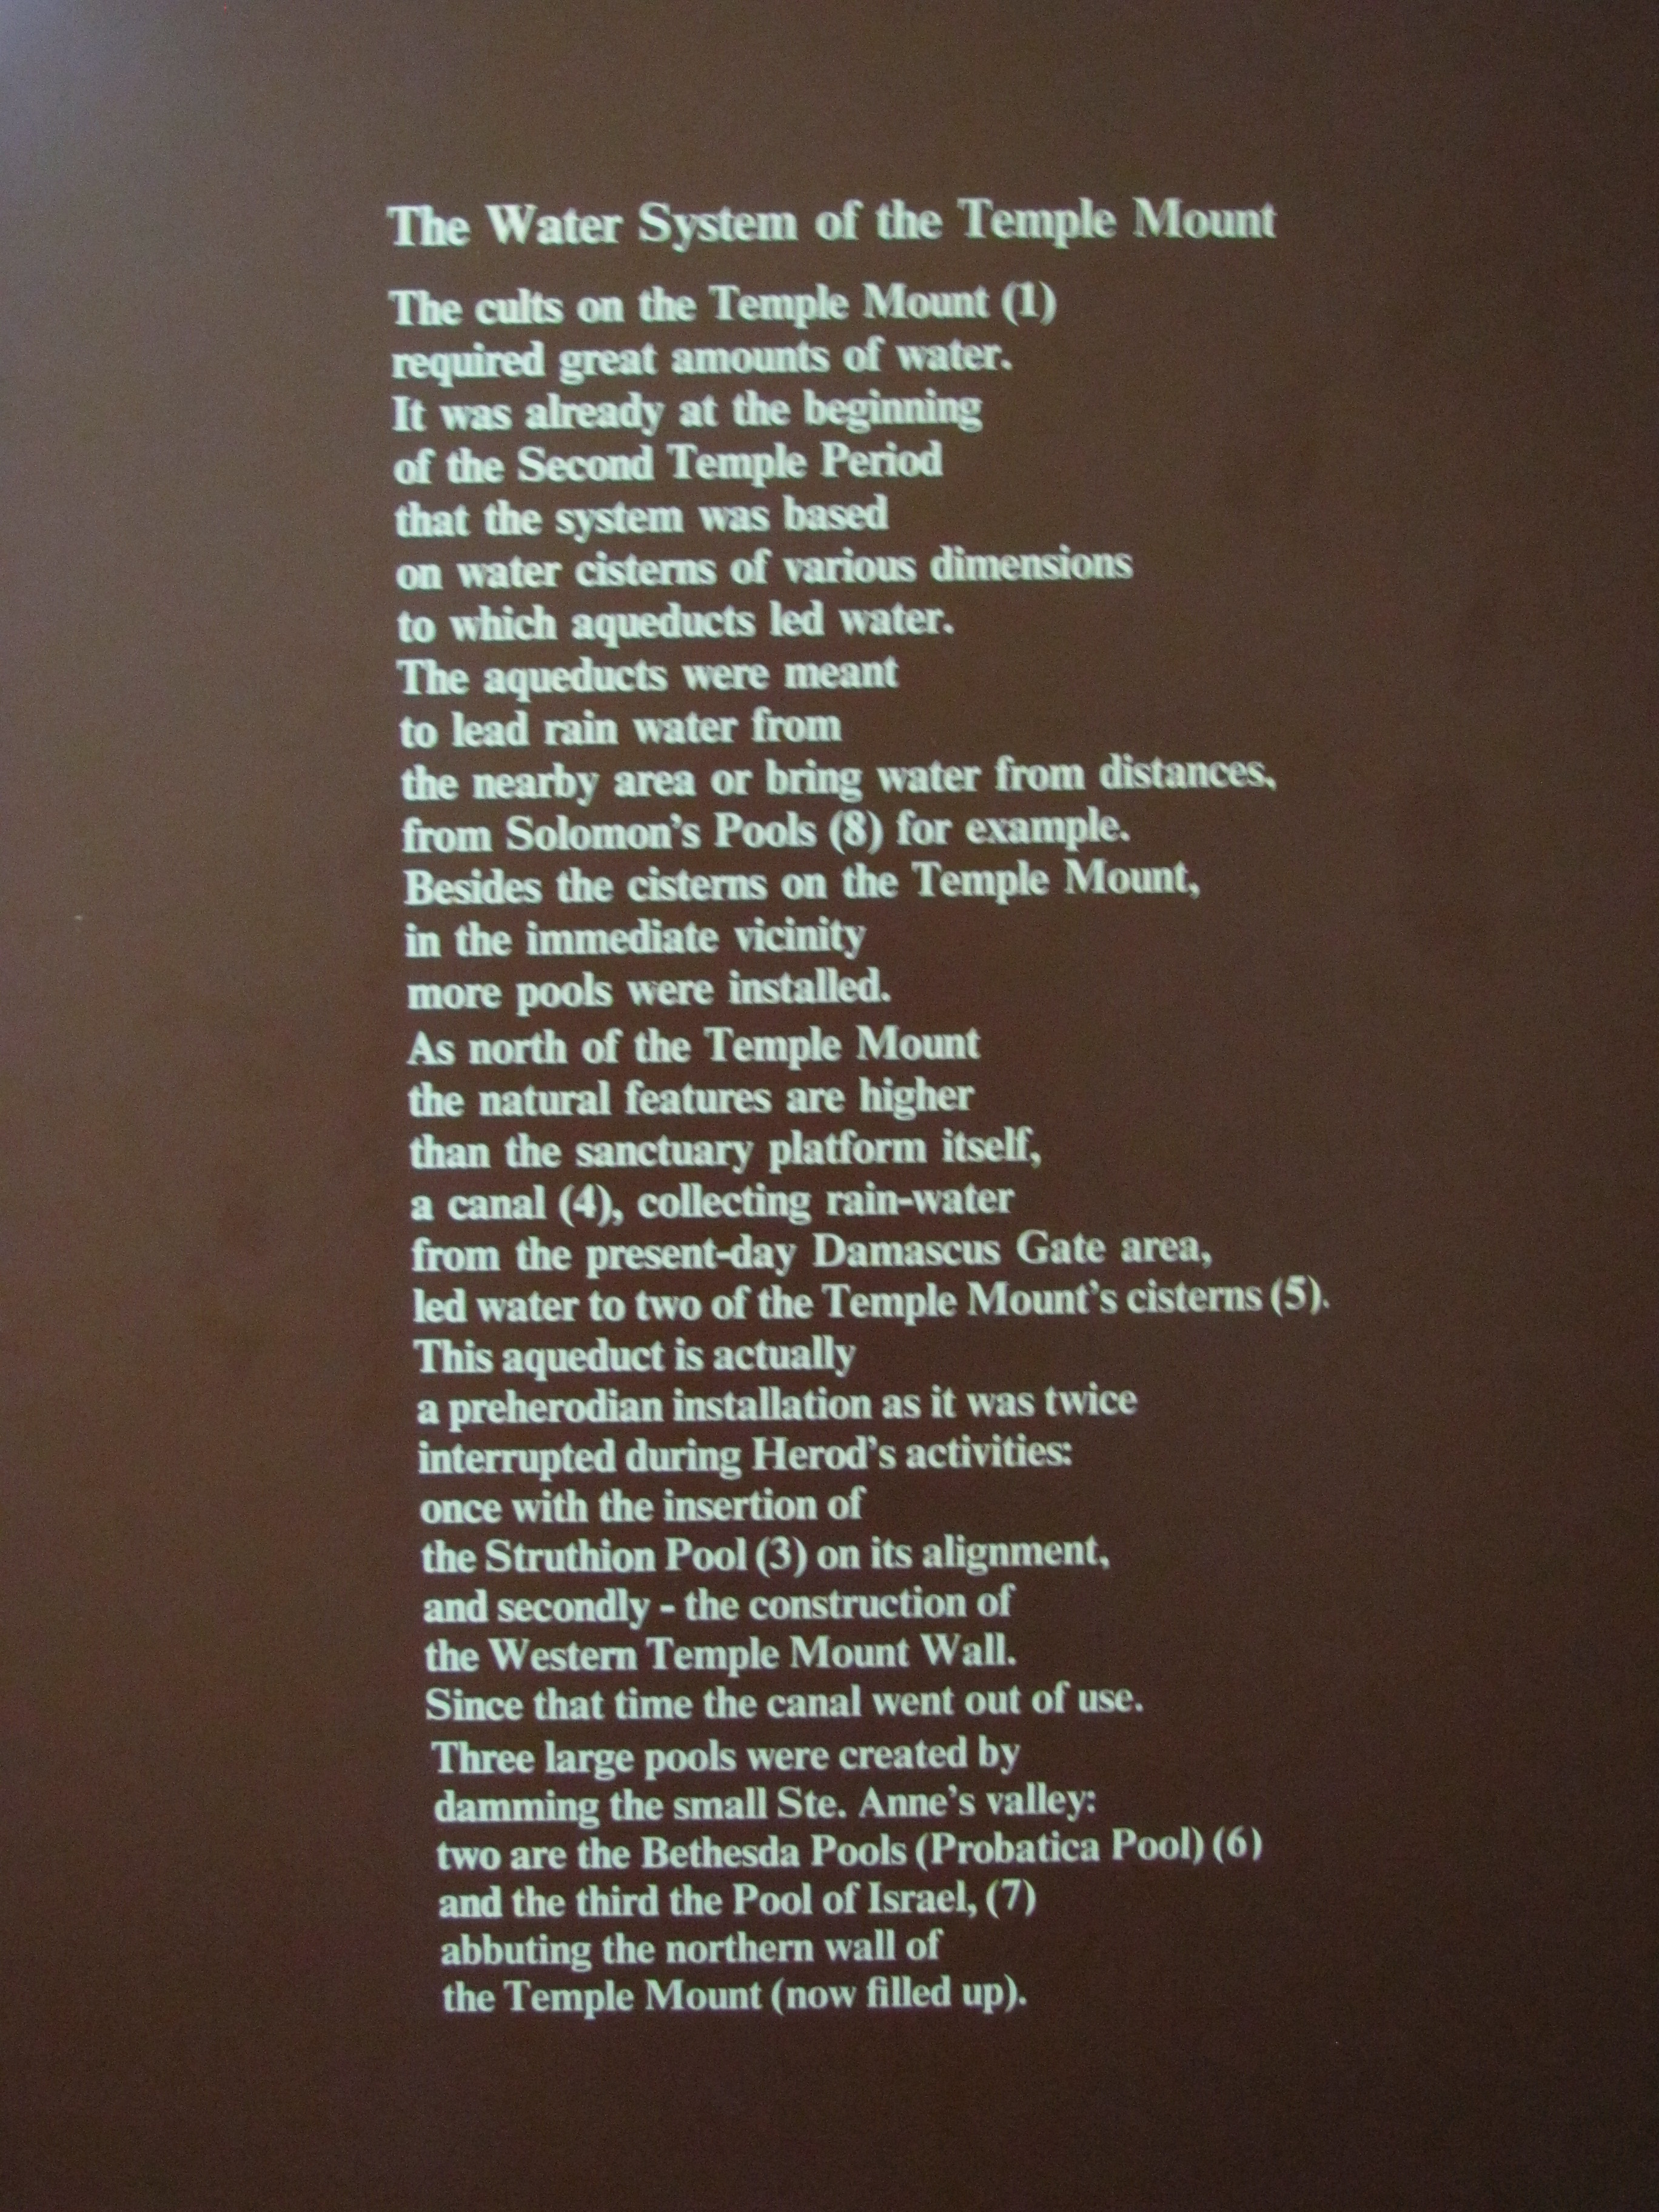 The Water System of the Temple Mount
The cults on the Temple Mount (1)
required great amounts of water.
It was already at the beginning
of the Second Temple Period
that the system was based
on water cisterns of various dimensions
to which aqueducts led water.
The aqueducts were meant
to lead rain water from
the nearby area or bring water from distances,
from Solomon's Pools (8) for example.
Besides the cisterns on the Temple Mount,
in the immediate vicinity
more pools were installed.
As north of the Temple Mount
the natural features are higher
than the sanctuary platform itself,
a canal (4), collecting rain-water
from the present-day Damascus Gate area,
led water to two of the Temple Mount's cisterns (5).
This aqueduct is actually
a preherodian installation as it was twice
interrupted during Herod's activities:
once with the insertion of
the Struthion Pool (3) on its alignment,
and secondly - the construction of
the Western Temple Mount Wall.
Since that time the canal went out of use.
Three large pools were created by
damming the small Ste. Anne's valley:
two are the Bethesda Pools (Probatica Pool) (6)
and the third the Pool of Israel, (7)
abbuting the northern wall of
the Temple Mount (now filled up).